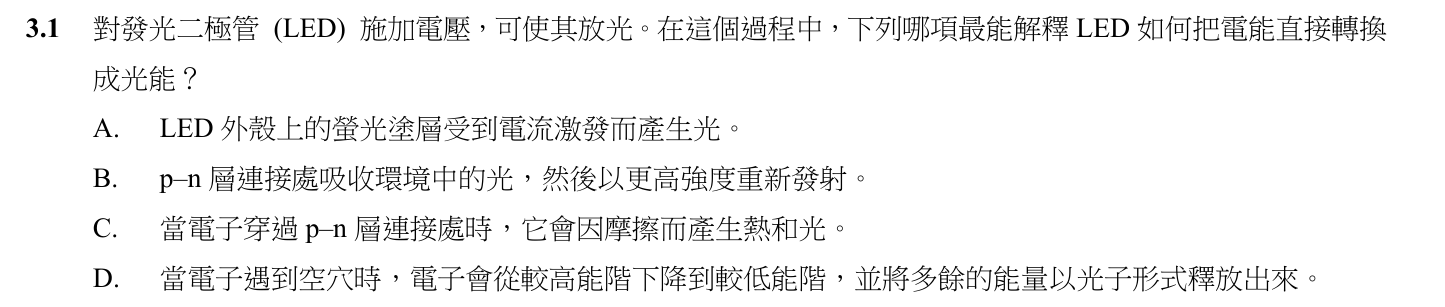 3.1 對發光二極管 (LED) 施加電壓，可使其放光。在這個過程中，下列哪項最能解釋 LED 如何把電能直接轉換
成光能？
A. LED 外殼上的螢光塗層受到電流激發而產生光。
B. p–n 層連接處吸收環境中的光，然後以更高強度重新發射。
C. 當電子穿過 p–n 層連接處時，它會因摩擦而產生熱和光。
D. 當電子遇到空穴時，電子會從較高能階下降到較低能階，並將多餘的能量以光子形式釋放出來。